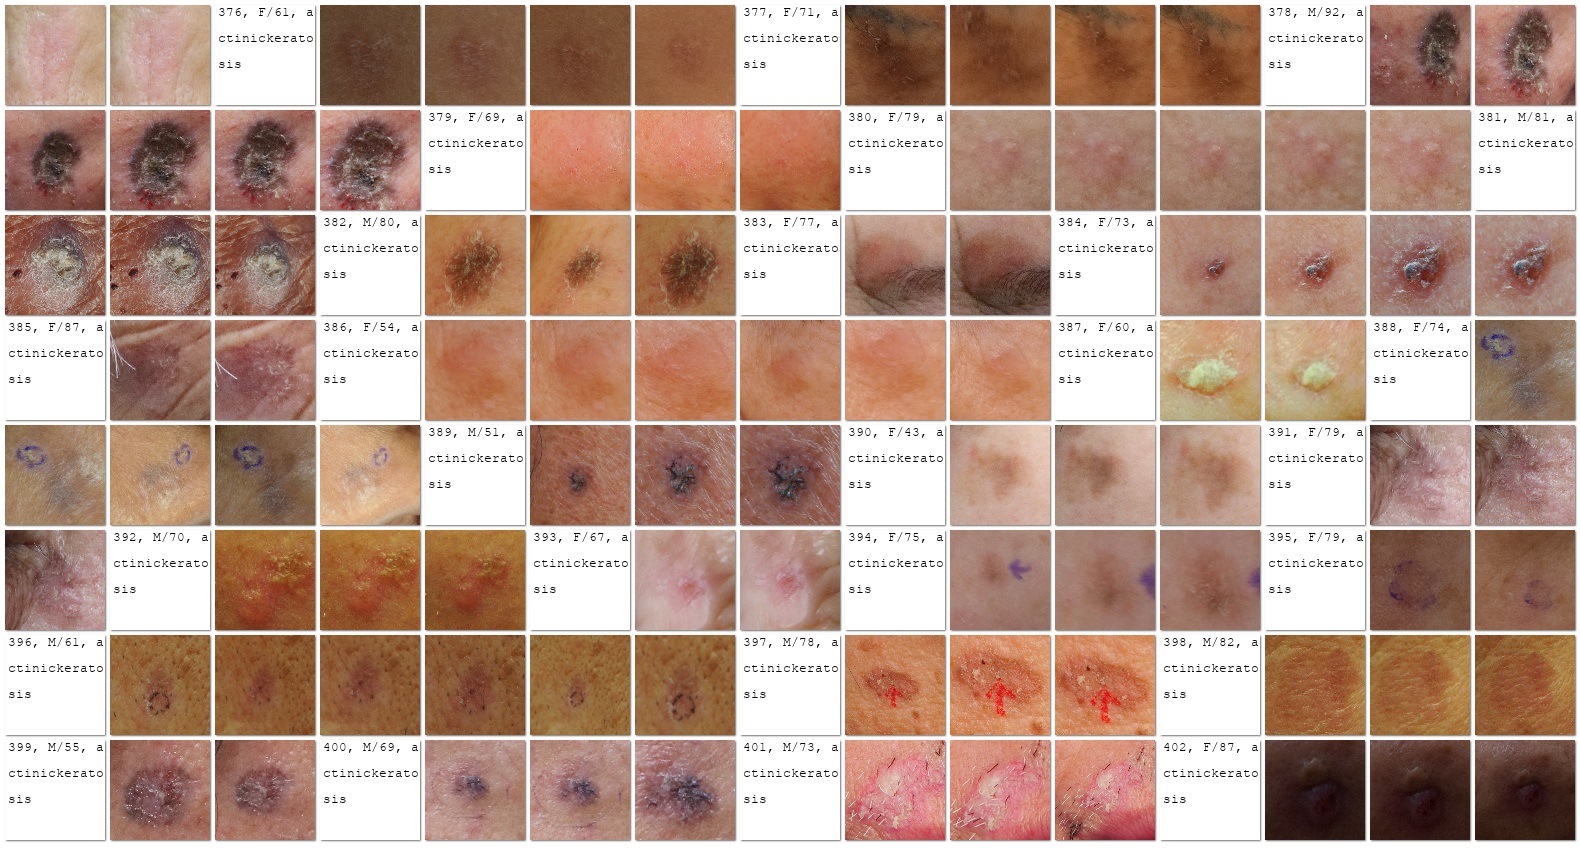 376, F/61, a
ctinickerato
sis
377, F/71, a
ctinickerato
sis
378, M/92, a
ctinickerato
sis
379, F/69, a
ctinickerato
sis
380, F/79, a
ctinickerato
sis
381, M/81, a
ctinickerato
sis
382, M/80, a
ctinickerato
sis
383, F/77, a
ctinickerato
sis
384, F/73, a
ctinickerato
sis
385, F/87, a
ctinickerato
sis
386, F/54, a
ctinickerato
sis
387, F/60, a
ctinickerato
sis
388, F/74, a
ctinickerato
sis
389, M/51, a
ctinickerato
sis
390, F/43, a
ctinickerato
sis
391, F/79, a
ctinickerato
sis
392, M/70, a
ctinickerato
sis
393, F/67, a
ctinickerato
sis
394, F/75, a
ctinickerato
sis
395, F/79, a
ctinickerato
sis
396, M/61, a
ctinickerato
sis
397, M/78, a
ctinickerato
sis
398, M/82, a
ctinickerato
sis
399, M/55, a
ctinickerato
sis
400, M/69, a
ctinickerato
sis
401, M/73, a
ctinickerato
sis
402, F/87, a
ctinickerato
sis